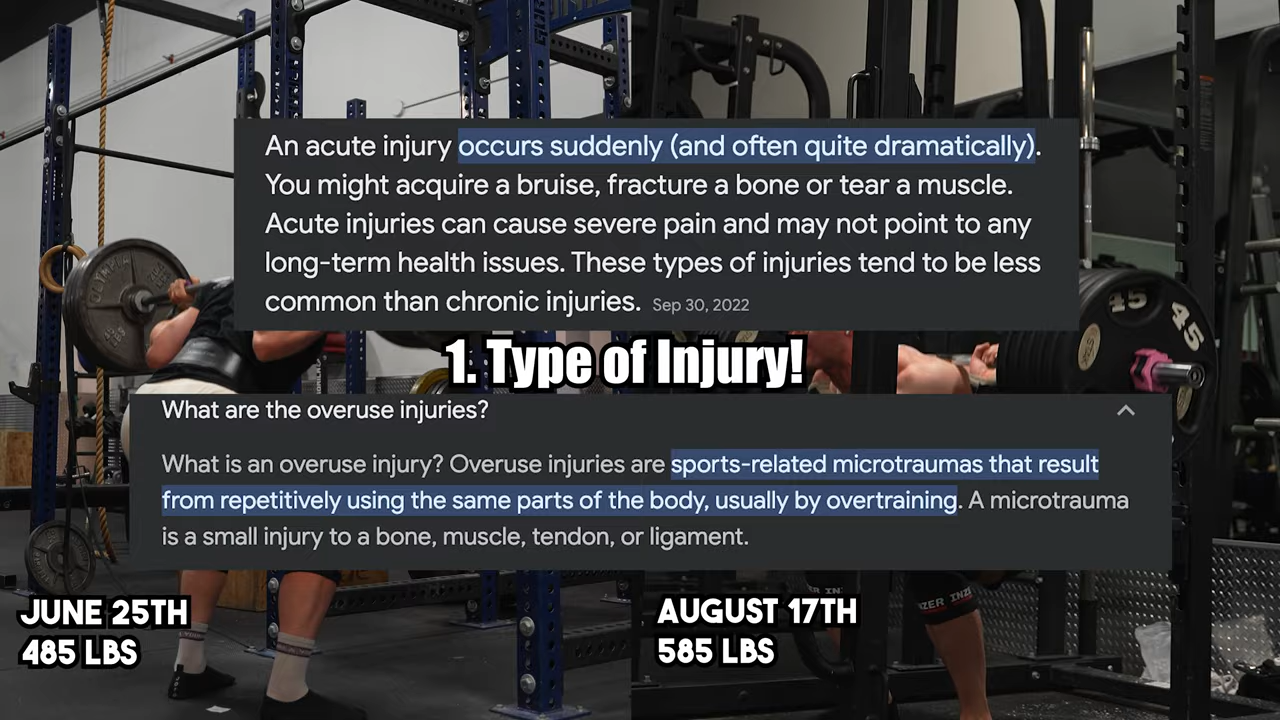 An acute injury occurs suddenly (and often quite dramatically).
You might acquire a bruise, fracture a bone or tear a muscle.
Acute injuries can cause severe pain and may not point to any
long-term health issues. These types of injuries tend to be less
common than chronic injuries. Sep 30, 2022
1. Type of Injury!
What are the overuse injuries?
What is an overuse injury? Overuse injuries are sports-related microtraumas that result
from repetitively using the same parts of the body, usually by overtraining. A microtrauma
is a small injury to a bone, muscle, tendon, or ligament.
45
45
JUNE 25TH
485 LBS
AUGUST 17TH
585 LBS